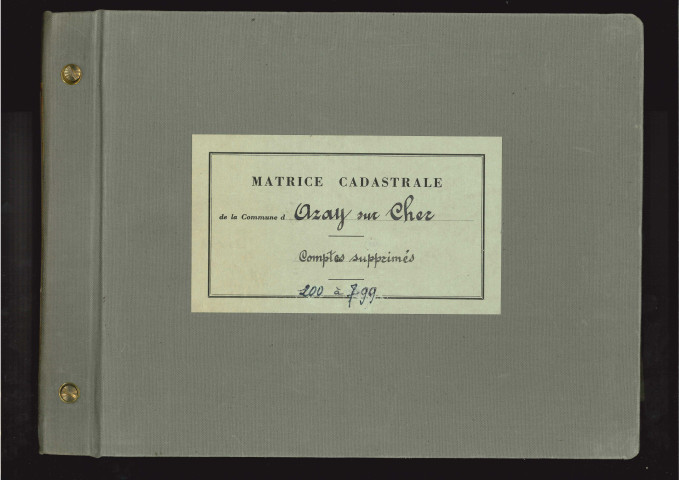 MATRICE CADASTRALE
de la Commune d Azay sur Cher
Comptes supprimés
200 à 799